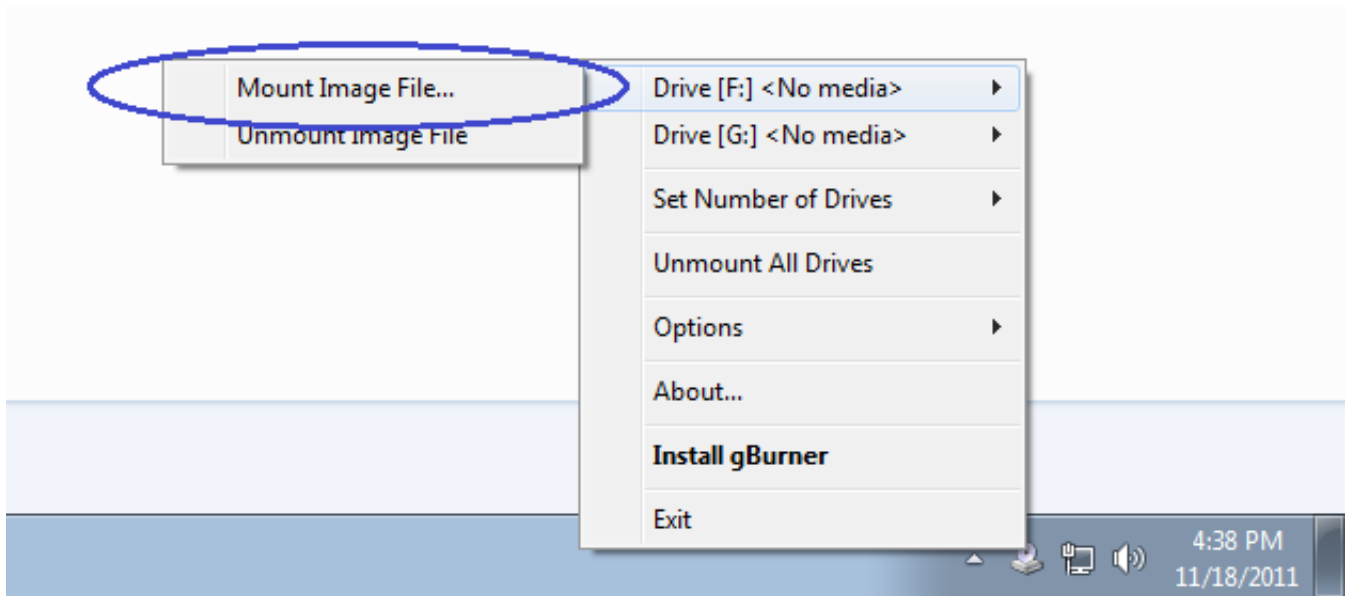 Mount Image File...
Unmount Image File
Drive [F:] <No media>
Drive [G:] <No media>
Set Number of Drives
Unmount All Drives
Options
About...
Install gBurner
Exit
4:38 PM
11/18/2011